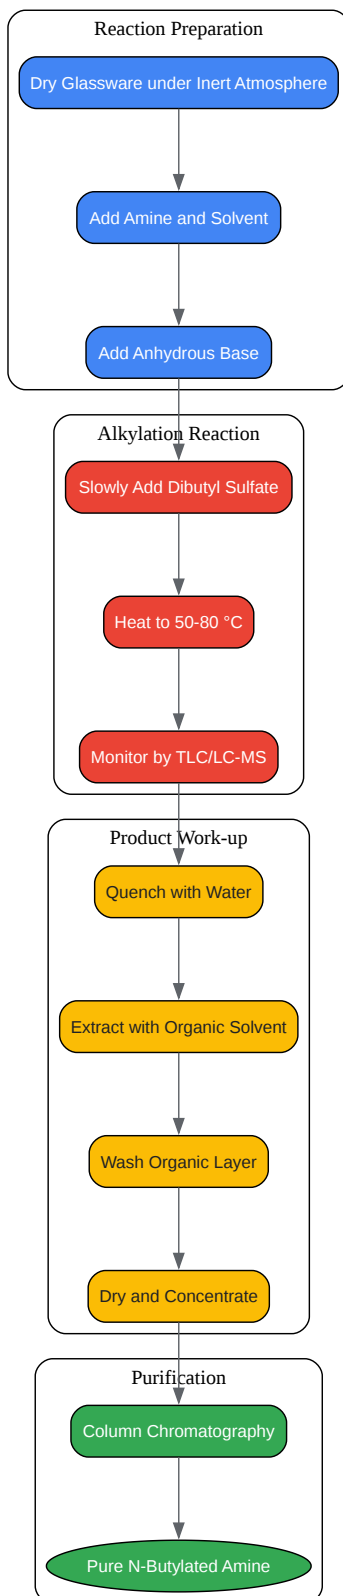 Reaction Preparation
Dry Glassware under Inert Atmosphere
Add Amine and Solvent
Add Anhydrous Base
Alkylation Reaction
Slowly Add Dibutyl Sulfate
Heat to 50-80 °C
Monitor by TLC/LC-MS
Product Work-up
Quench with Water
Extract with Organic Solvent
Wash Organic Layer
Dry and Concentrate
Purification
Column Chromatography
Pure N-Butylated Amine